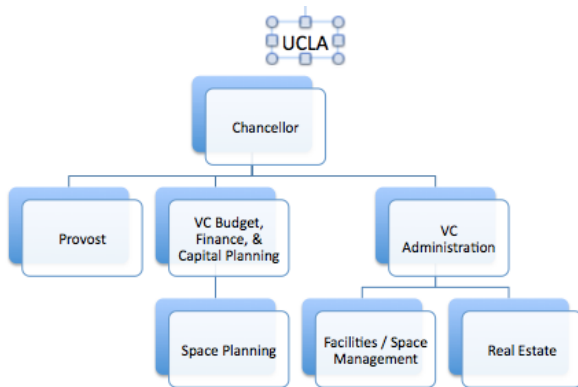 UCLA
Chancellor
Provost
VC Budget,
Finance, &
Capital Planning
VC
Administration
Space Planning
Facilities / Space
Management
Real Estate